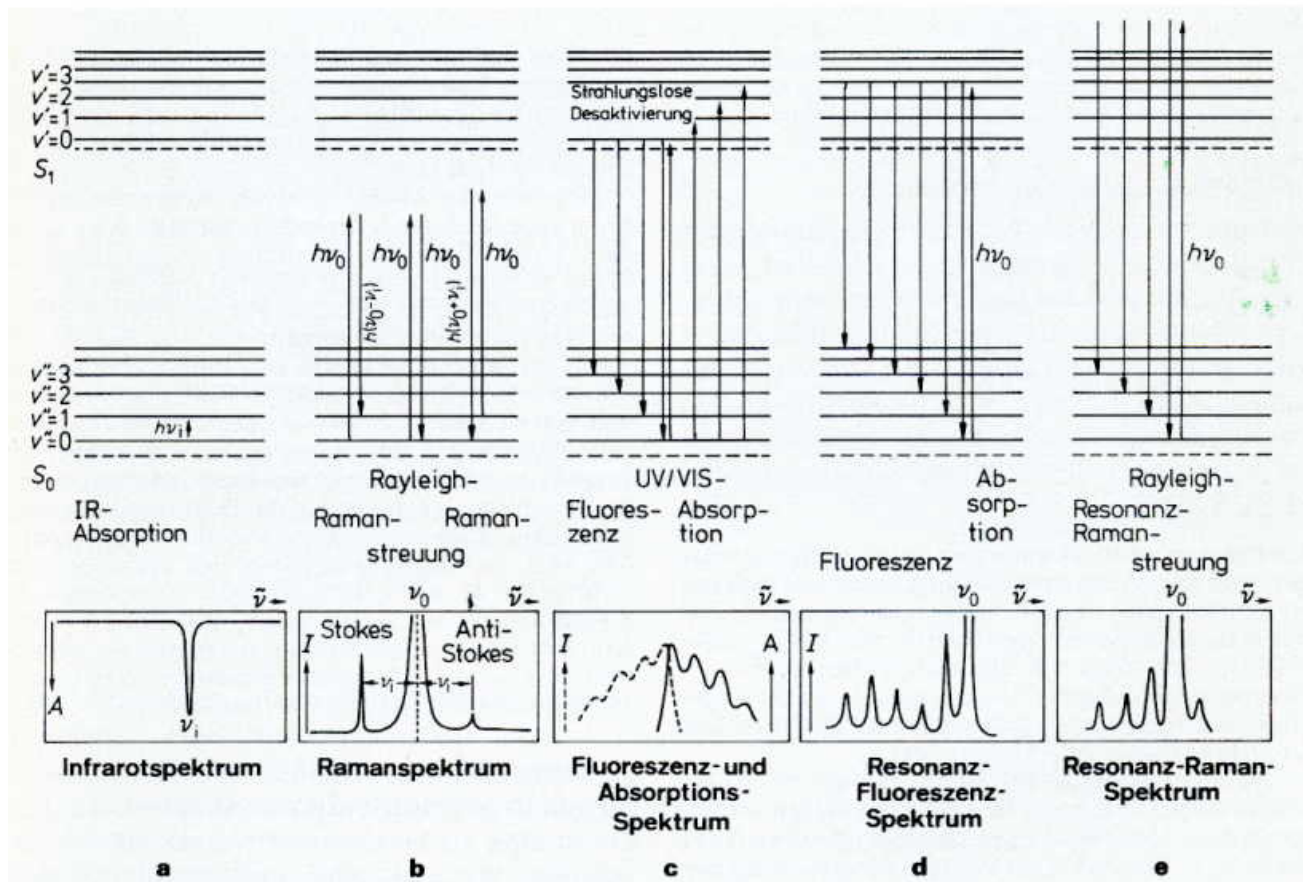 v'=3
v'=2
v'=1
v'=0
S₁
v''=3
v''=2
v''=1
v''=0
S₀
hνᵢ
IR-
Absorption
hν₀
h(ν₀-νᵢ)
hν₀
hν₀
h(ν₀+νᵢ)
hν₀
Rayleigh-
Raman- Raman-
streuung
Strahlungslose
Desaktivierung
UV/VIS-
Fluores- Absorp-
zenz tion
hν₀
Ab-
sorp-
tion
Fluoreszenz
hν₀
Rayleigh-
Resonanz-
Raman-
streuung
ν̃
A
νᵢ
Infrarotspektrum
a
ν₀ ν̃
I Stokes Anti-
Stokes
νᵢ νᵢ
Ramanspektrum
b
ν̃
I A
Fluoreszenz- und
Absorptions-
Spektrum
c
ν₀ ν̃
I
Resonanz-
Fluoreszenz-
Spektrum
d
ν₀ ν̃
I
Resonanz-Raman-
Spektrum
e